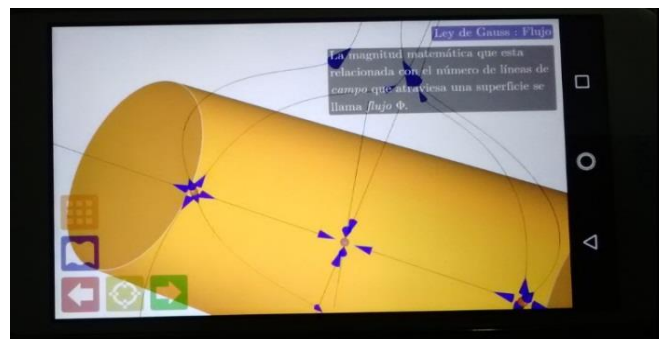 Ley de Gauss : Flujo
La magnitud matemática que esta
relacionada con el número de líneas de
campo que atraviesa una superficie se
llama flujo Φ.